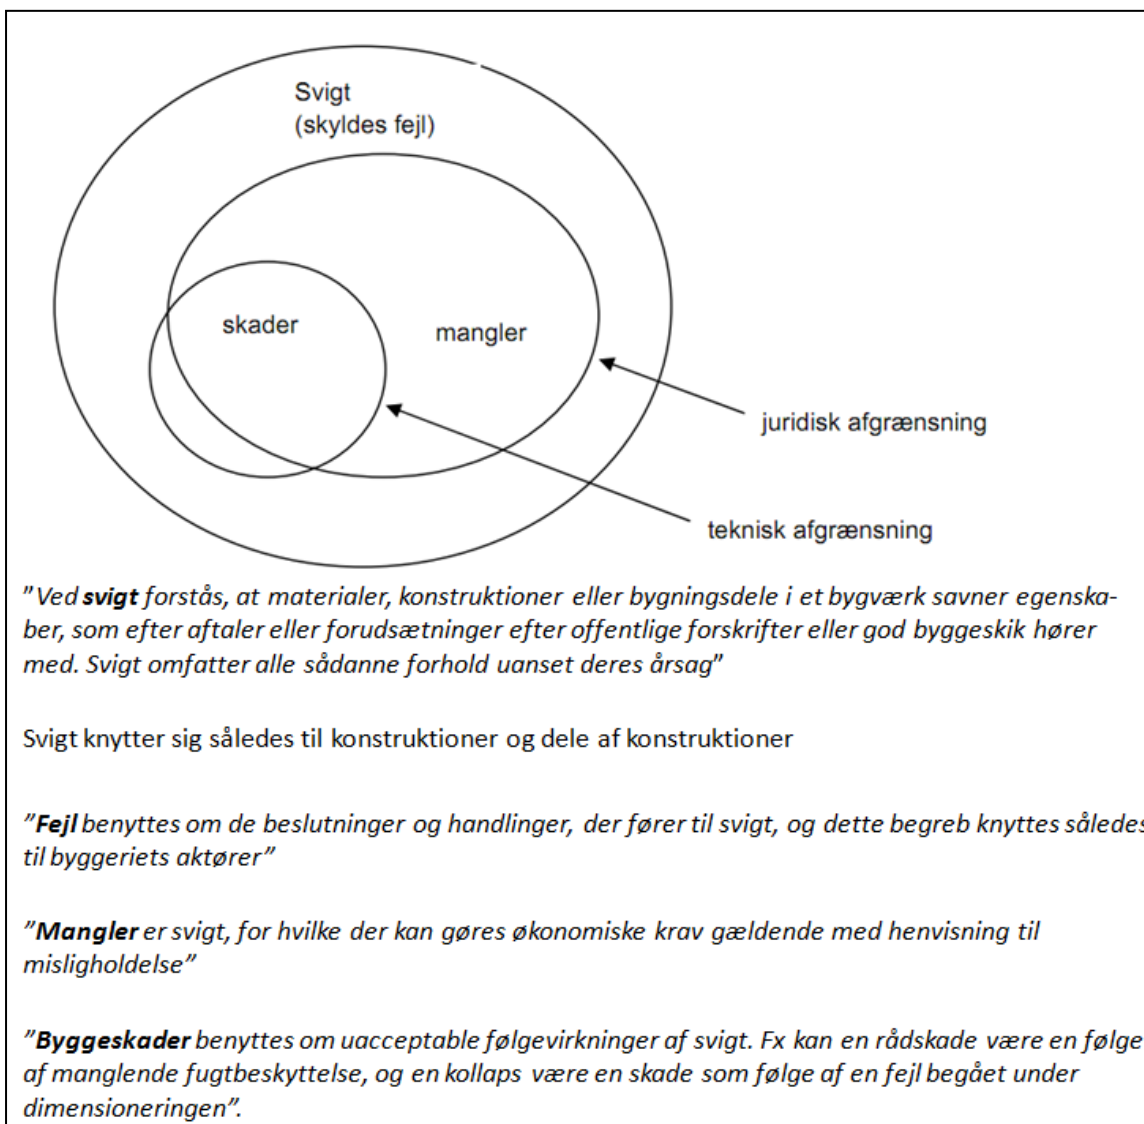 Svigt
(skyldes fejl)
skader
mangler
juridisk afgrænsning
teknisk afgrænsning
”Ved svigt forstås, at materialer, konstruktioner eller bygningsdele i et bygværk savner egenska-
ber, som efter aftaler eller forudsætninger efter offentlige forskrifter eller god byggeskik hører
med. Svigt omfatter alle sådanne forhold uanset deres årsag”
Svigt knytter sig således til konstruktioner og dele af konstruktioner
”Fejl benyttes om de beslutninger og handlinger, der fører til svigt, og dette begreb knyttes således
til byggeriets aktører”
”Mangler er svigt, for hvilke der kan gøres økonomiske krav gældende med henvisning til
misligholdelse”
”Byggeskader benyttes om uacceptable følgevirkninger af svigt. Fx kan en rådskade være en følge
af manglende fugtbeskyttelse, og en kollaps være en skade som følge af en fejl begået under
dimensioneringen”.